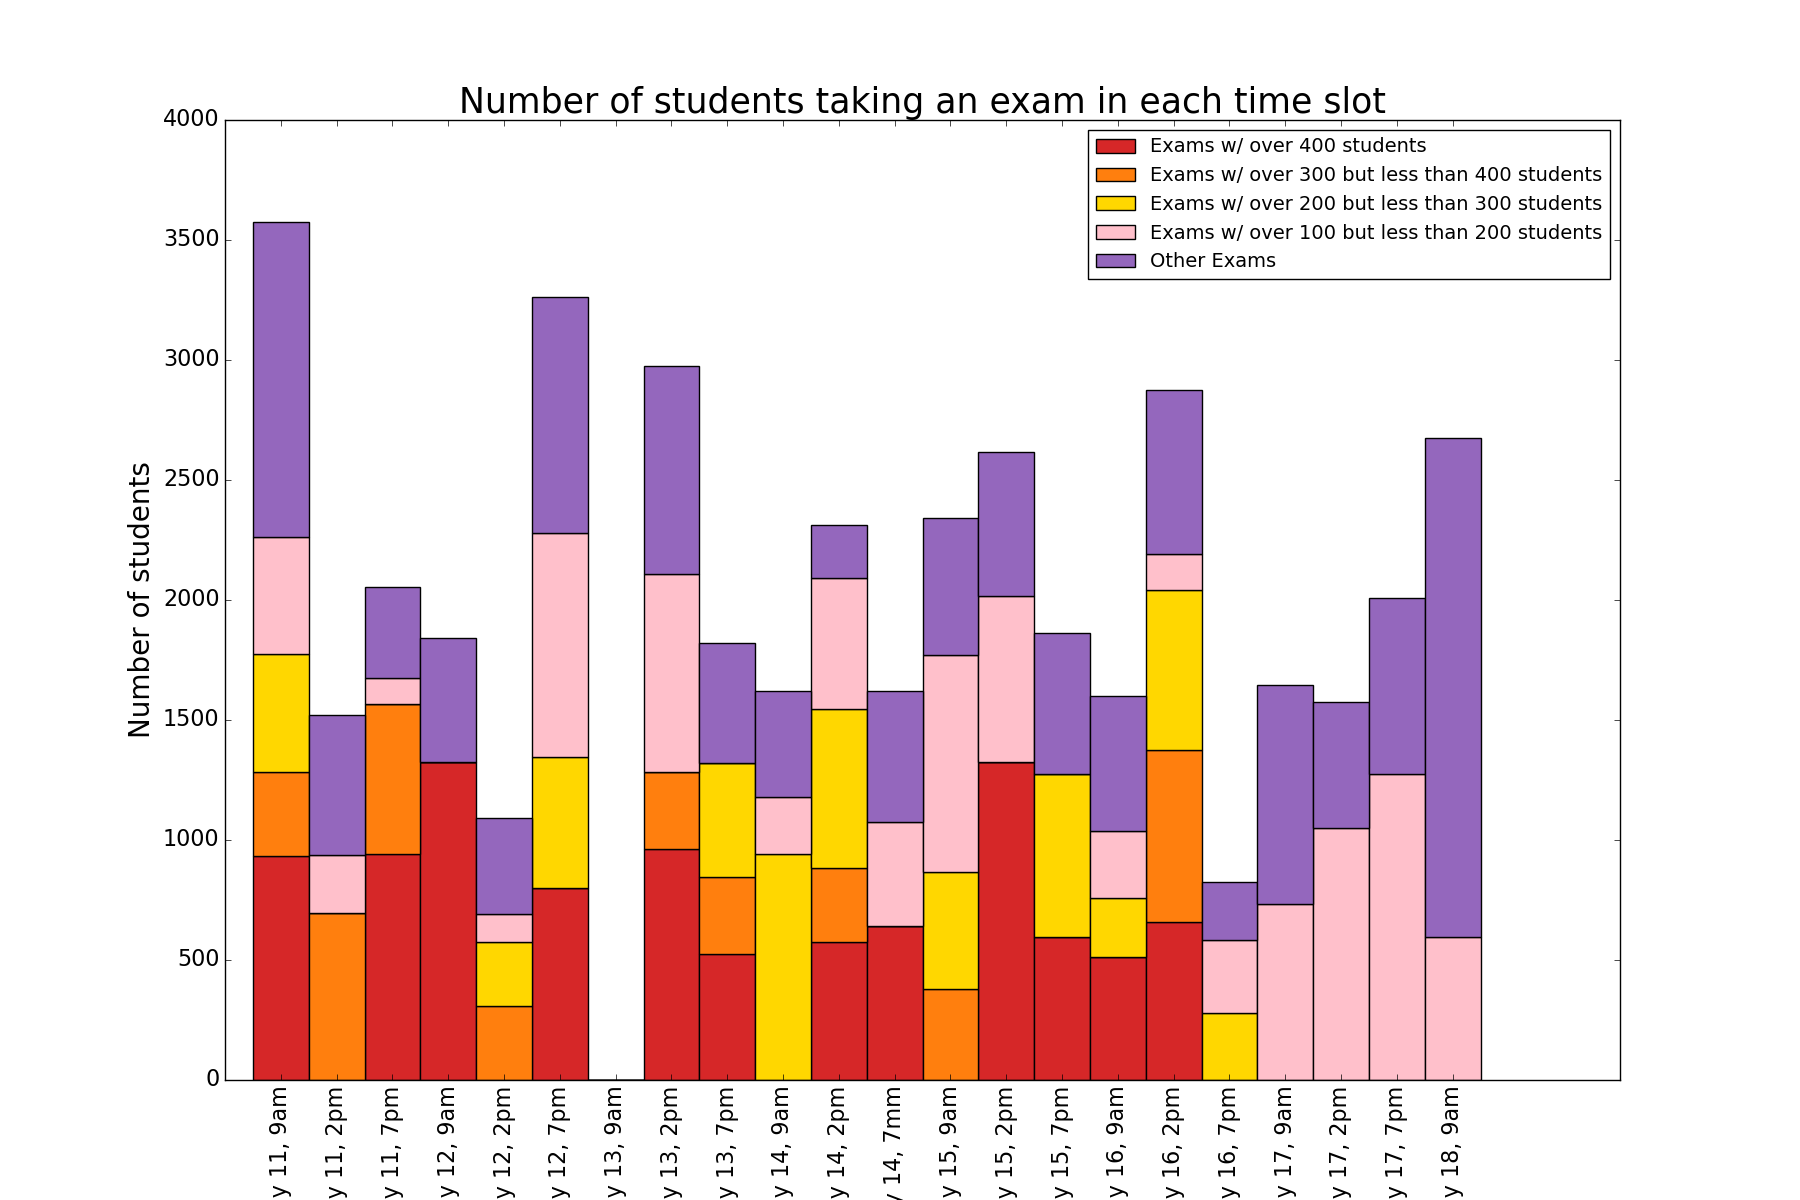 Number of students taking an exam in each time slot
4000
3500
3000
2500
2000
1500
1000
500
0
Number of students
Exams w/ over 400 students
Exams w/ over 300 but less than 400 students
Exams w/ over 200 but less than 300 students
Exams w/ over 100 but less than 200 students
Other Exams
y 11, 9am
y 11, 2pm
y 11, 7pm
y 12, 9am
y 12, 2pm
y 12, 7pm
y 13, 9am
y 13, 2pm
y 13, 7pm
y 14, 9am
y 14, 2pm
y 14, 7mm
y 15, 9am
y 15, 2pm
y 15, 7pm
y 16, 9am
y 16, 2pm
y 16, 7pm
y 17, 9am
y 17, 2pm
y 17, 7pm
y 18, 9am